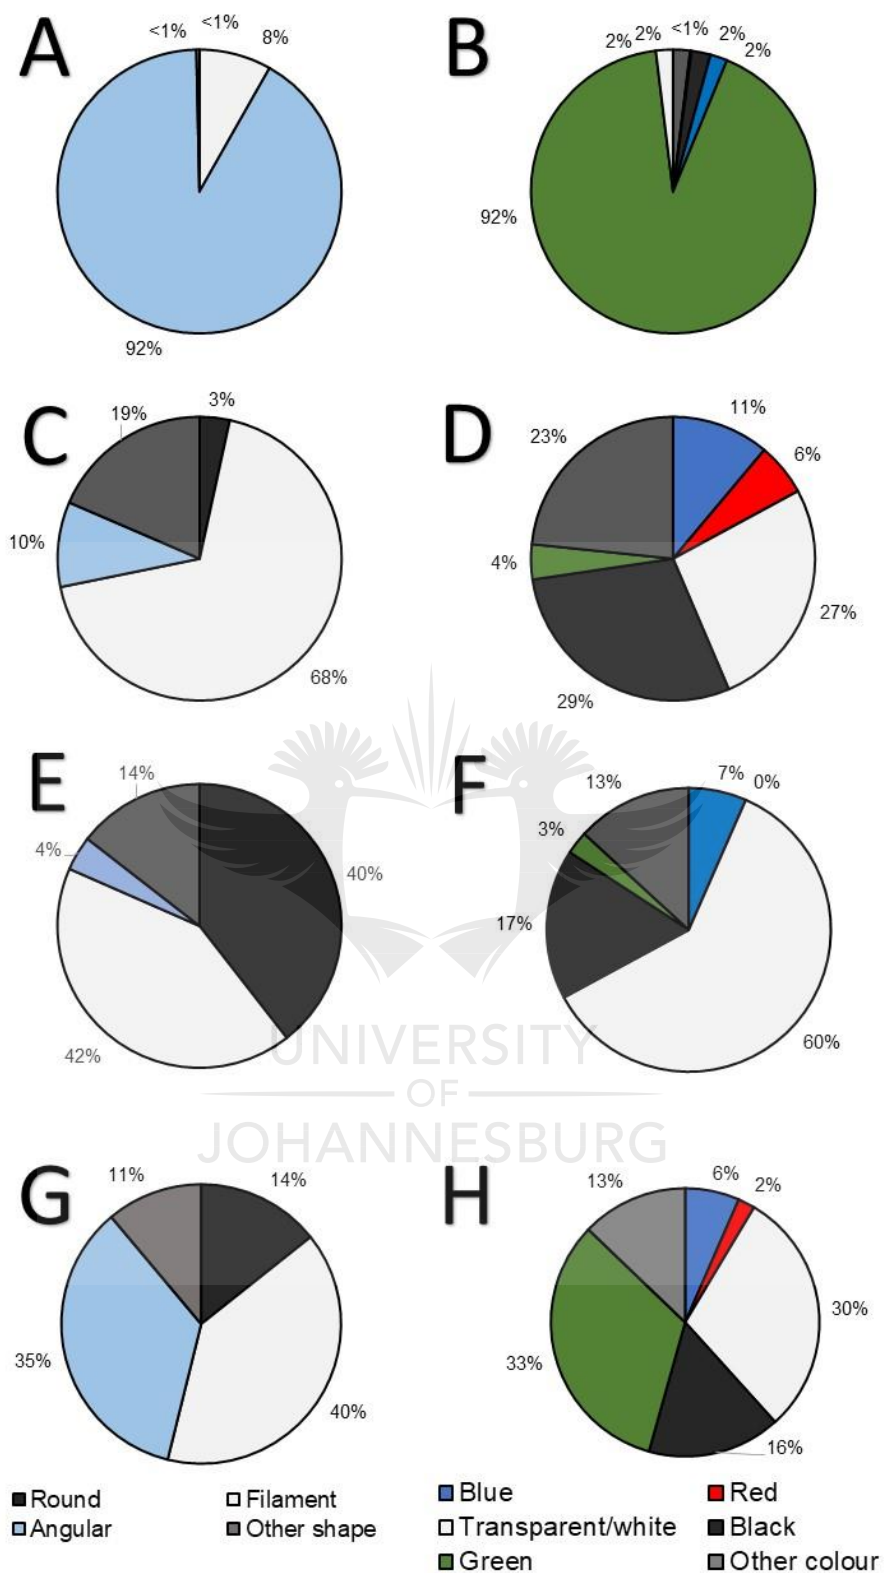 A
<1%
<1%
8%
92%
B
2%
2%
<1%
2%
2%
92%
C
19%
3%
10%
68%
D
11%
6%
23%
4%
27%
29%
E
14%
4%
40%
42%
F
7%
0%
13%
3%
17%
60%
UNIVERSITY
OF
JOHANNESBURG
G
11%
14%
35%
40%
H
6%
2%
13%
30%
33%
16%
Round
Filament
Angular
Other shape
Blue
Red
Transparent/white
Black
Green
Other colour